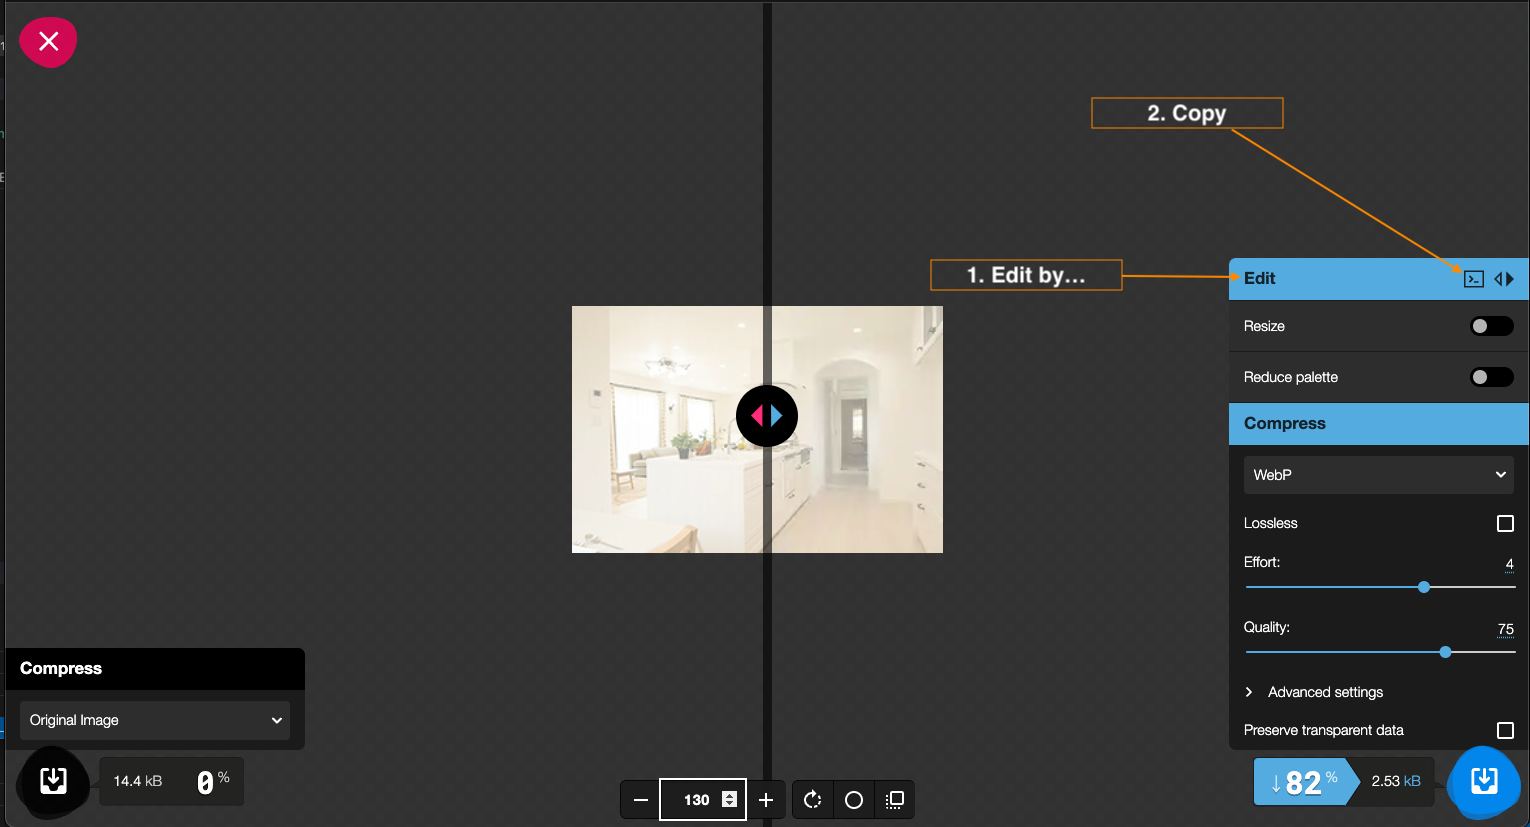 2. Copy
1. Edit by...
Edit
Resize
Reduce palette
Compress
WebP
Lossless
Effort:
4
Quality:
75
Advanced settings
Preserve transparent data
Compress
Original Image
14.4 kB
0 %
130
↓82 %
2.53 kB